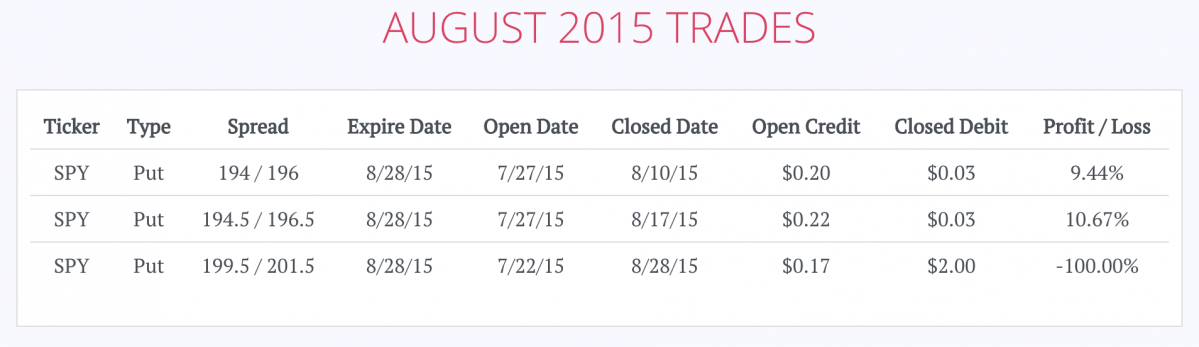 AUGUST 2015 TRADES
Ticker Type Spread Expire Date Open Date Closed Date Open Credit Closed Debit Profit / Loss
SPY Put 194 / 196 8/28/15 7/27/15 8/10/15 $0.20 $0.03 9.44%
SPY Put 194.5 / 196.5 8/28/15 7/27/15 8/17/15 $0.22 $0.03 10.67%
SPY Put 199.5 / 201.5 8/28/15 7/22/15 8/28/15 $0.17 $2.00 -100.00%